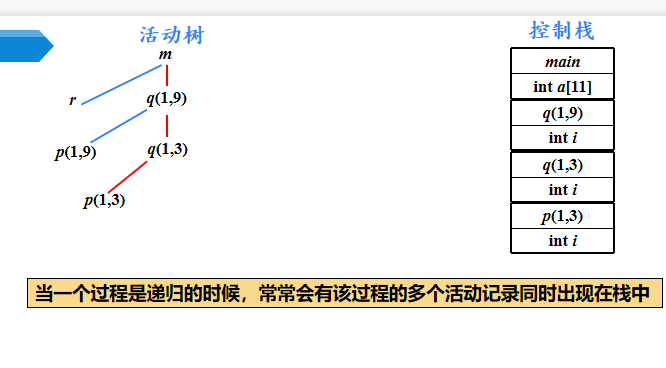 活动树
m
r
q(1,9)
p(1,9)
q(1,3)
p(1,3)
控制栈
main
int a[11]
q(1,9)
int i
q(1,3)
int i
p(1,3)
int i
当一个过程是递归的时候，常常会有该过程的多个活动记录同时出现在栈中